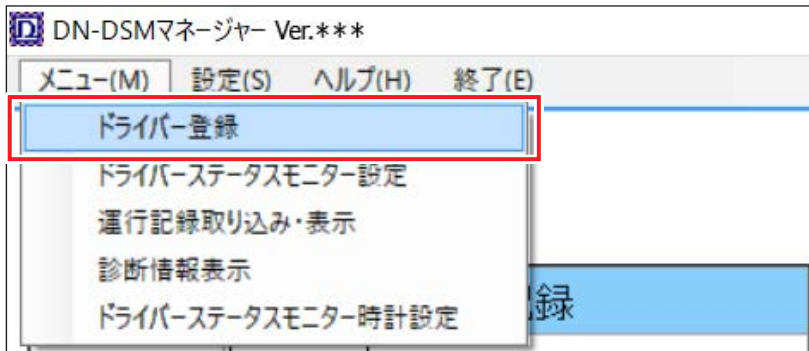 DN-DSMマネージャー Ver.***
メニュー(M) 設定(S) ヘルプ(H) 終了(E)
ドライバー登録
ドライバーステータスモニター設定
運行記録取り込み・表示
診断情報表示
ドライバーステータスモニター時計設定
録